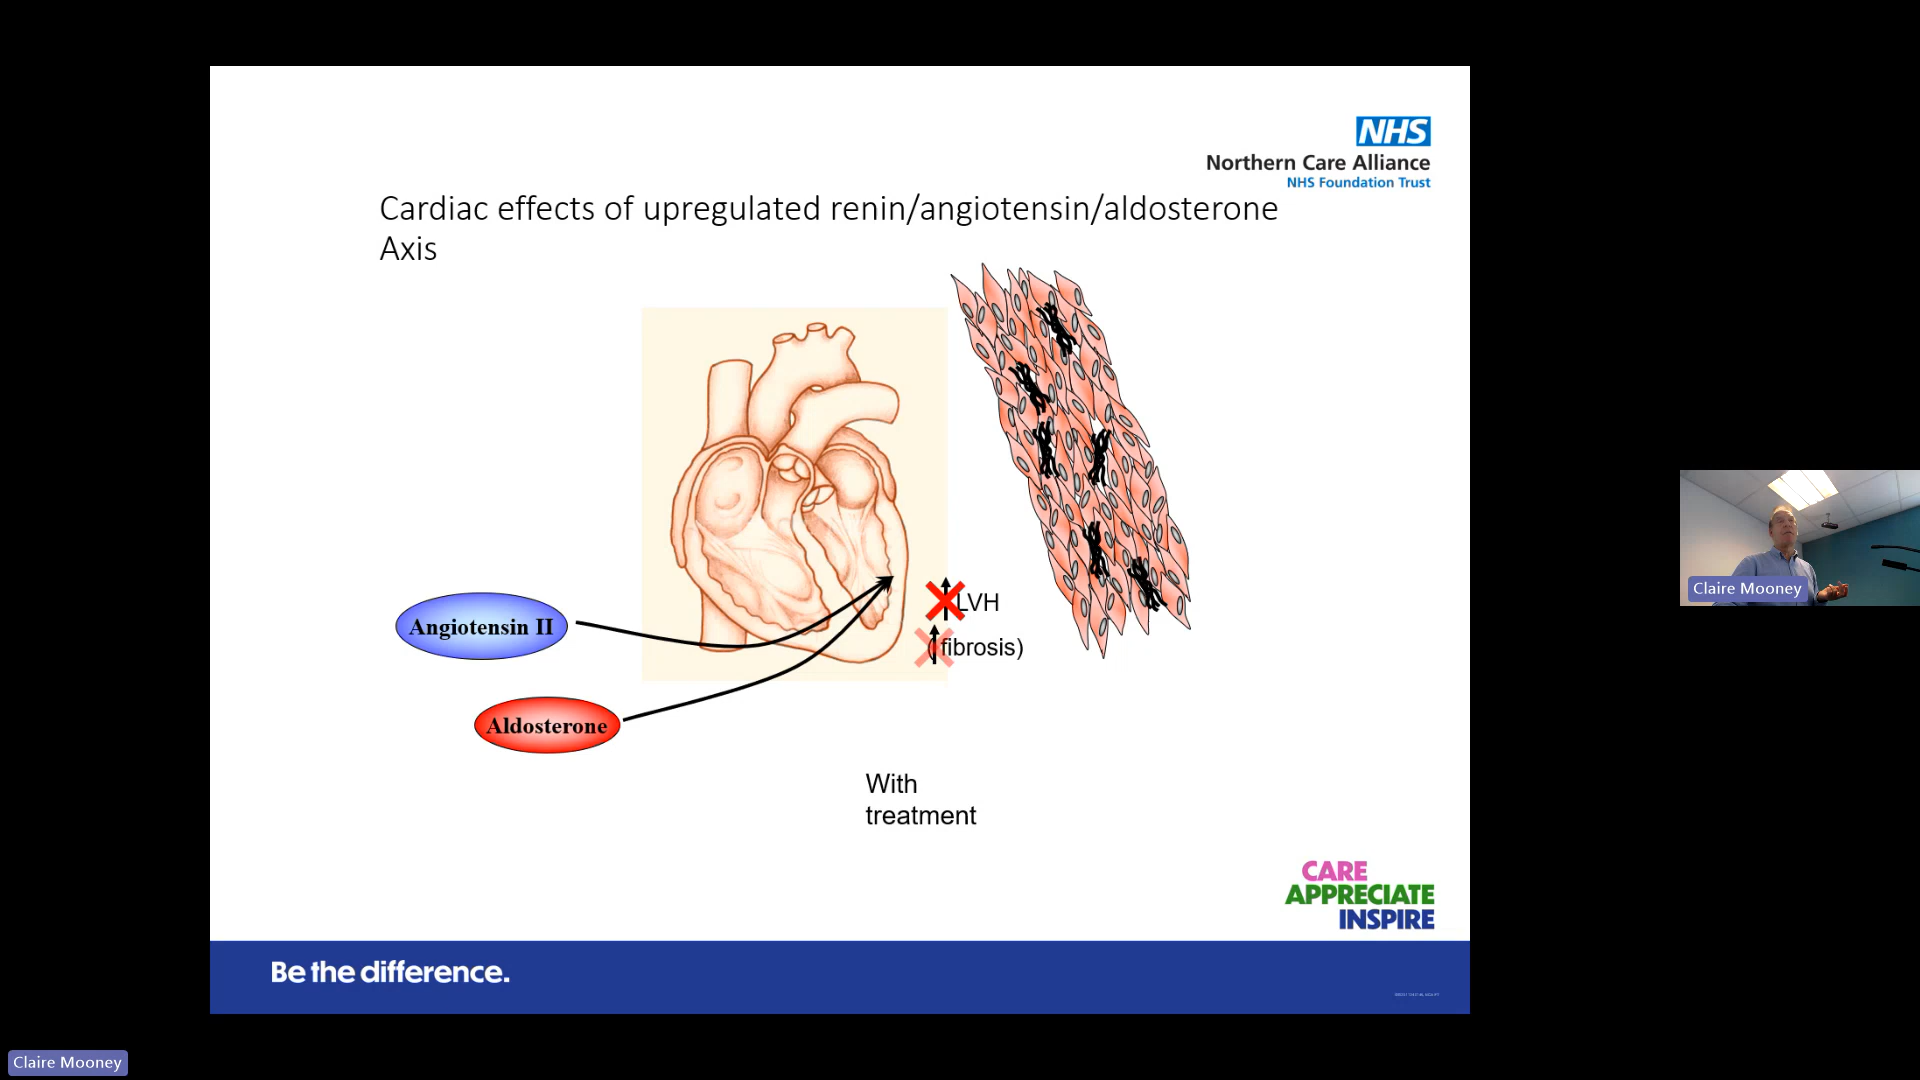 NHS
Northern Care Alliance
NHS Foundation Trust
Cardiac effects of upregulated renin/angiotensin/aldosterone
Axis
Angiotensin II
Aldosterone
LVH
(fibrosis)
With
treatment
CARE
APPRECIATE
INSPIRE
Be the difference.
Claire Mooney
Claire Mooney